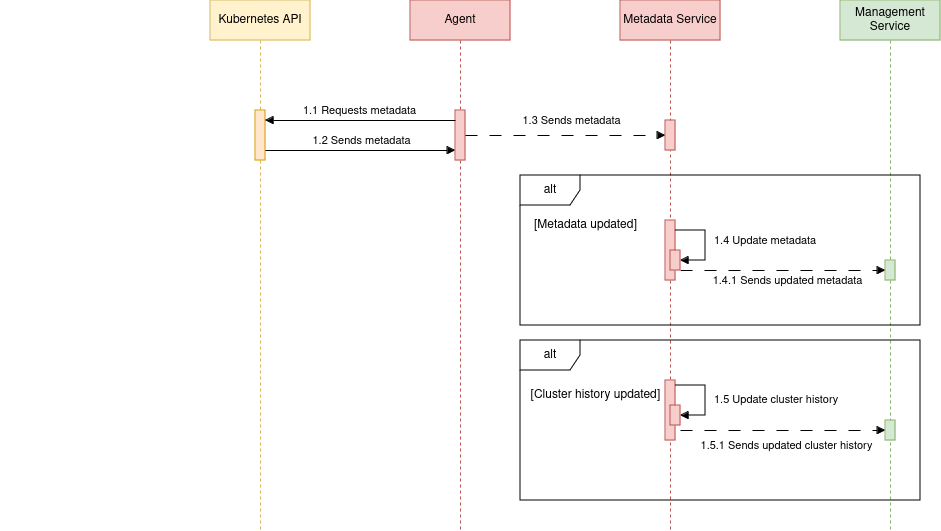 Kubernetes API
Agent
Metadata Service
Management
Service
1.1 Requests metadata
1.2 Sends metadata
1.3 Sends metadata
alt
[Metadata updated]
1.4 Update metadata
1.4.1 Sends updated metadata
alt
[Cluster history updated]
1.5 Update cluster history
1.5.1 Sends updated cluster history